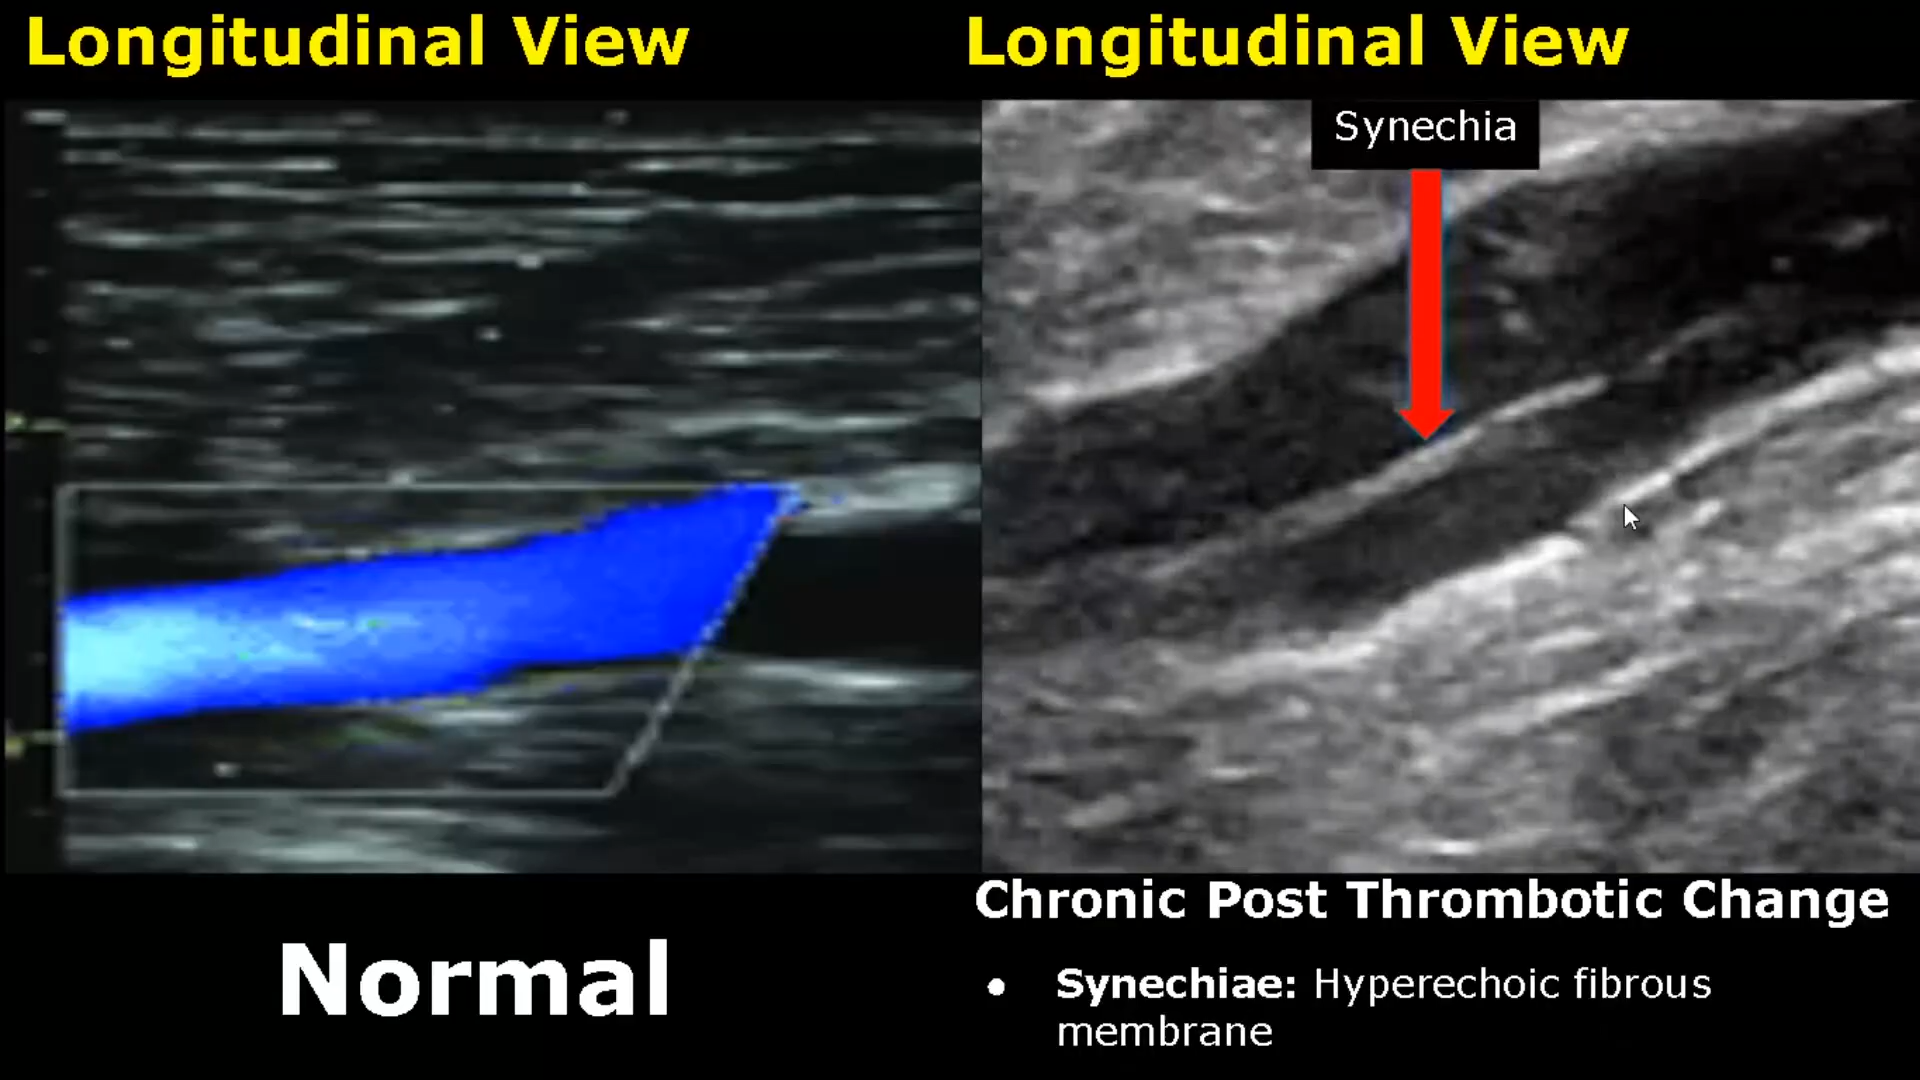 Longitudinal View
Normal
Longitudinal View
Synechia
Chronic Post Thrombotic Change
• Synechiae: Hyperechoic fibrous
membrane